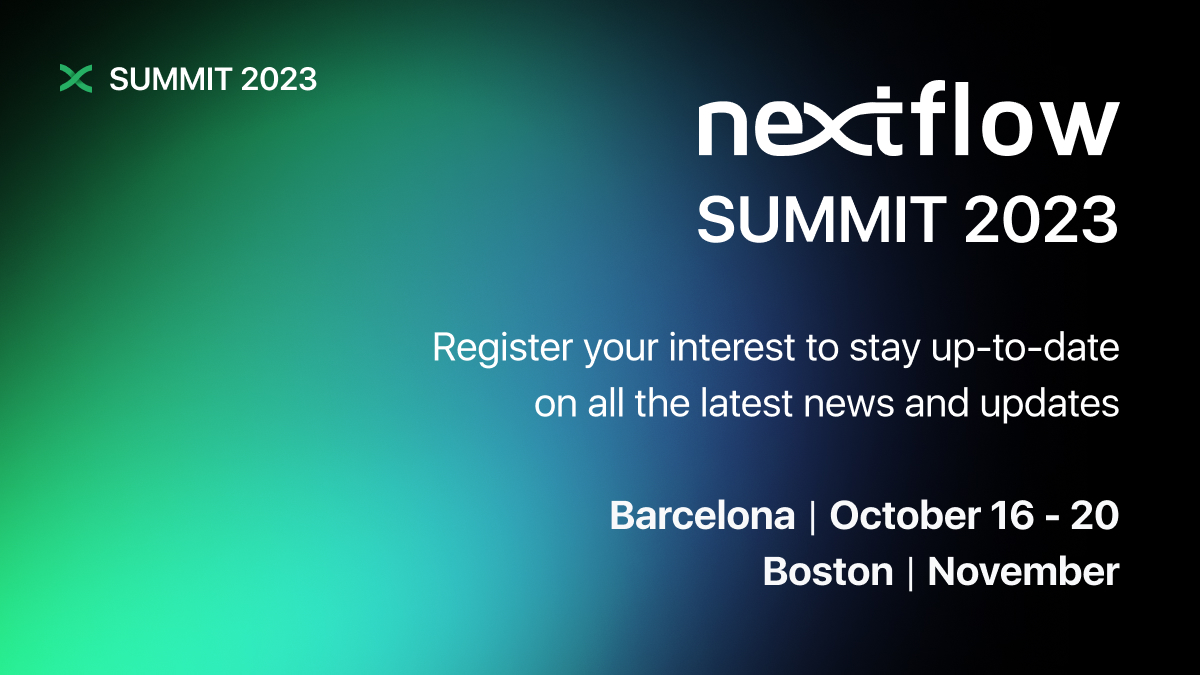 SUMMIT 2023
nextflow
SUMMIT 2023
Register your interest to stay up-to-date
on all the latest news and updates
Barcelona | October 16 - 20
Boston | November